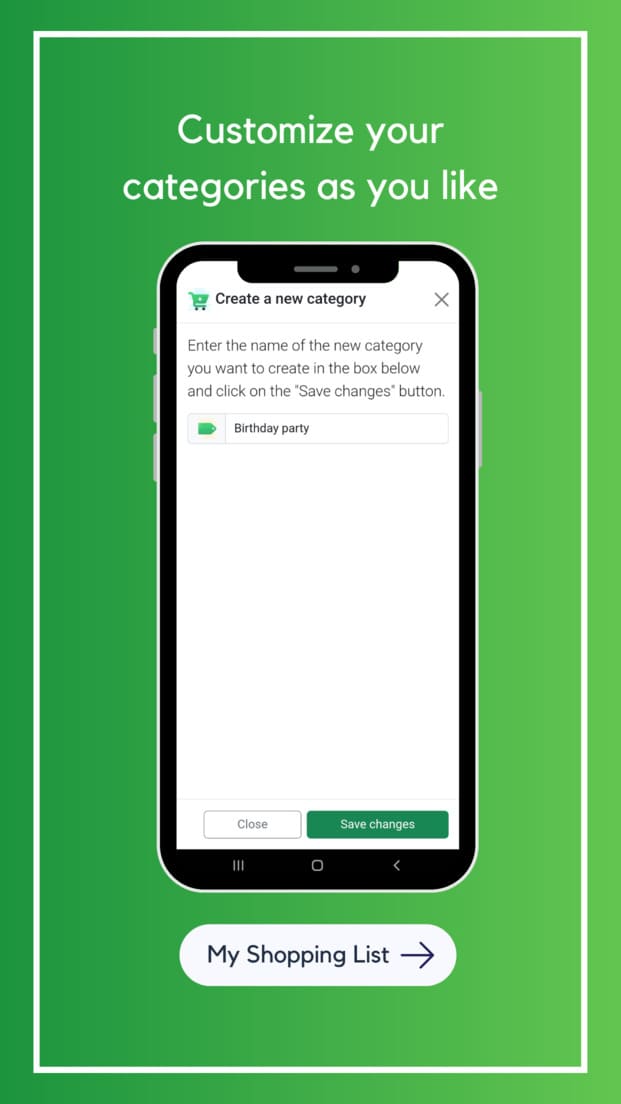 Customize your
categories as you like
Create a new category
Enter the name of the new category
you want to create in the box below
and click on the "Save changes" button.
Birthday party
Close
Save changes
My Shopping List